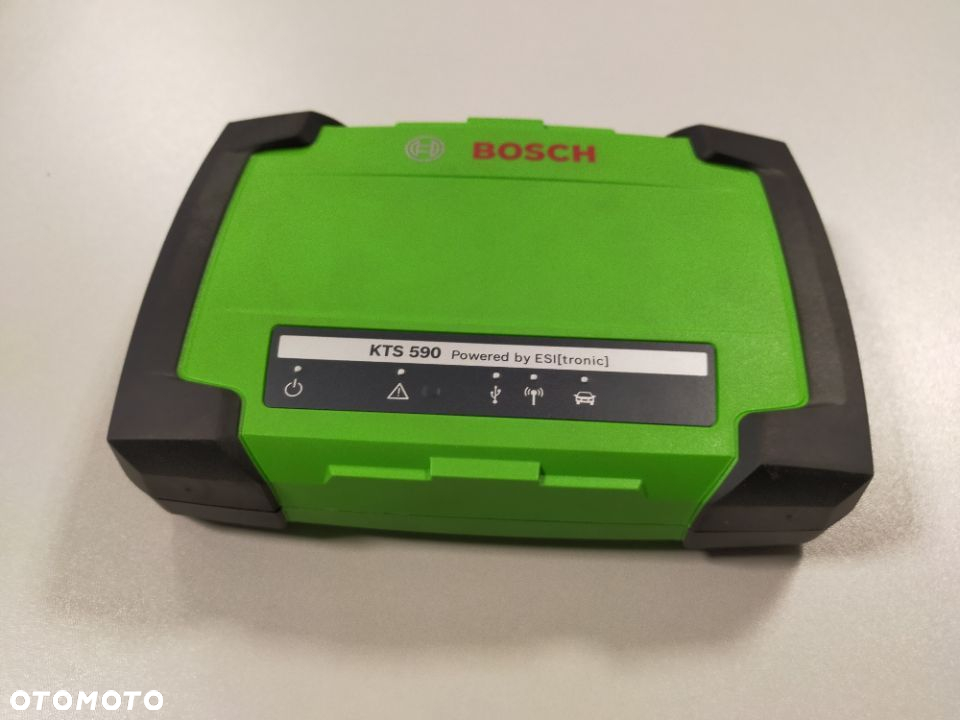 BOSCH
KTS 590 Powered by ESI[tronic]
OTOMOTO